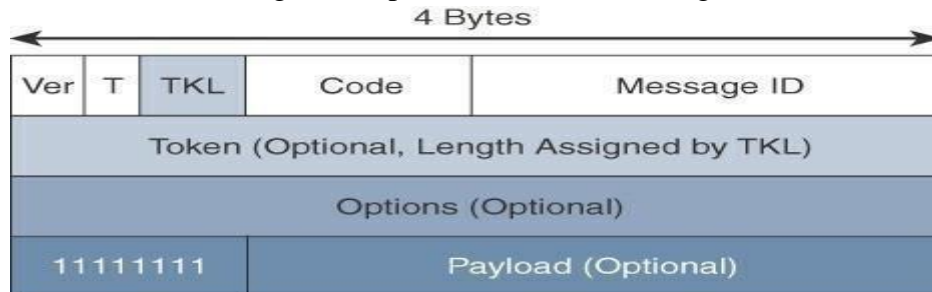 4 Bytes
Ver T TKL Code Message ID
Token (Optional, Length Assigned by TKL)
Options (Optional)
11111111 Payload (Optional)